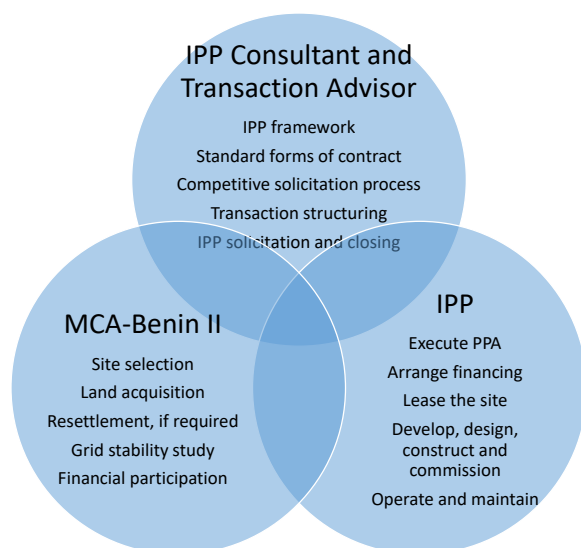 IPP Consultant and
Transaction Advisor
IPP framework
Standard forms of contract
Competitive solicitation process
Transaction structuring
IPP solicitation and closing
MCA-Benin II
Site selection
Land acquisition
Resettlement, if required
Grid stability study
Financial participation
IPP
Execute PPA
Arrange financing
Lease the site
Develop, design,
construct and
commission
Operate and maintain